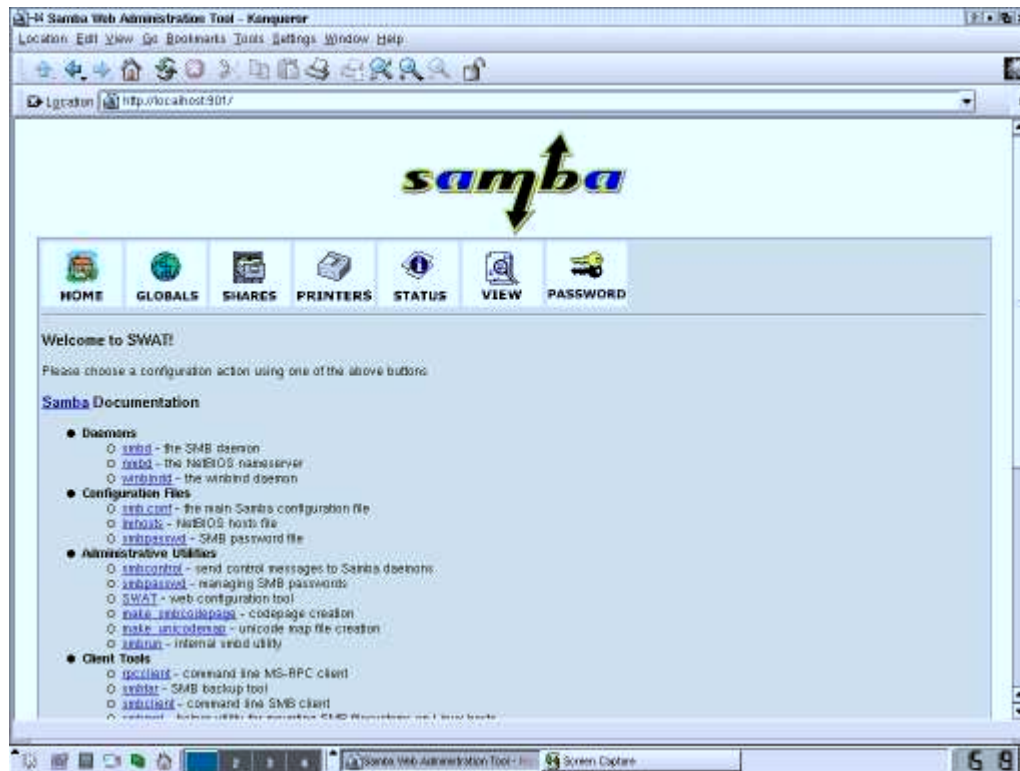 Samba Web Administration Tool - Konqueror
Location Edit View Go Bookmarks Tools Settings Window Help
Location http://localhost:901/
samba
HOME GLOBALS SHARES PRINTERS STATUS VIEW PASSWORD
Welcome to SWAT!
Please choose a configuration action using one of the above buttons
Samba Documentation
Daemons
smbd - the SMB daemon
nmbd - the NetBIOS nameserver
winbindd - the winbind daemon
Configuration Files
smb.conf - the main Samba configuration file
lmhosts - NetBIOS hosts file
smbpasswd - SMB password file
Administrative Utilities
smbcontrol - send control messages to Samba daemons
smbpasswd - managing SMB passwords
SWAT - web configuration tool
make_smbcodepage - codepage creation
make_unicodemap - unicode map file creation
smbrun - internal smbd utility
Client Tools
rpcclient - command line MS-RPC client
smbtar - SMB backup tool
smbclient - command line SMB client
2 3 4 Samba Web Administration Tool - Screen Capture